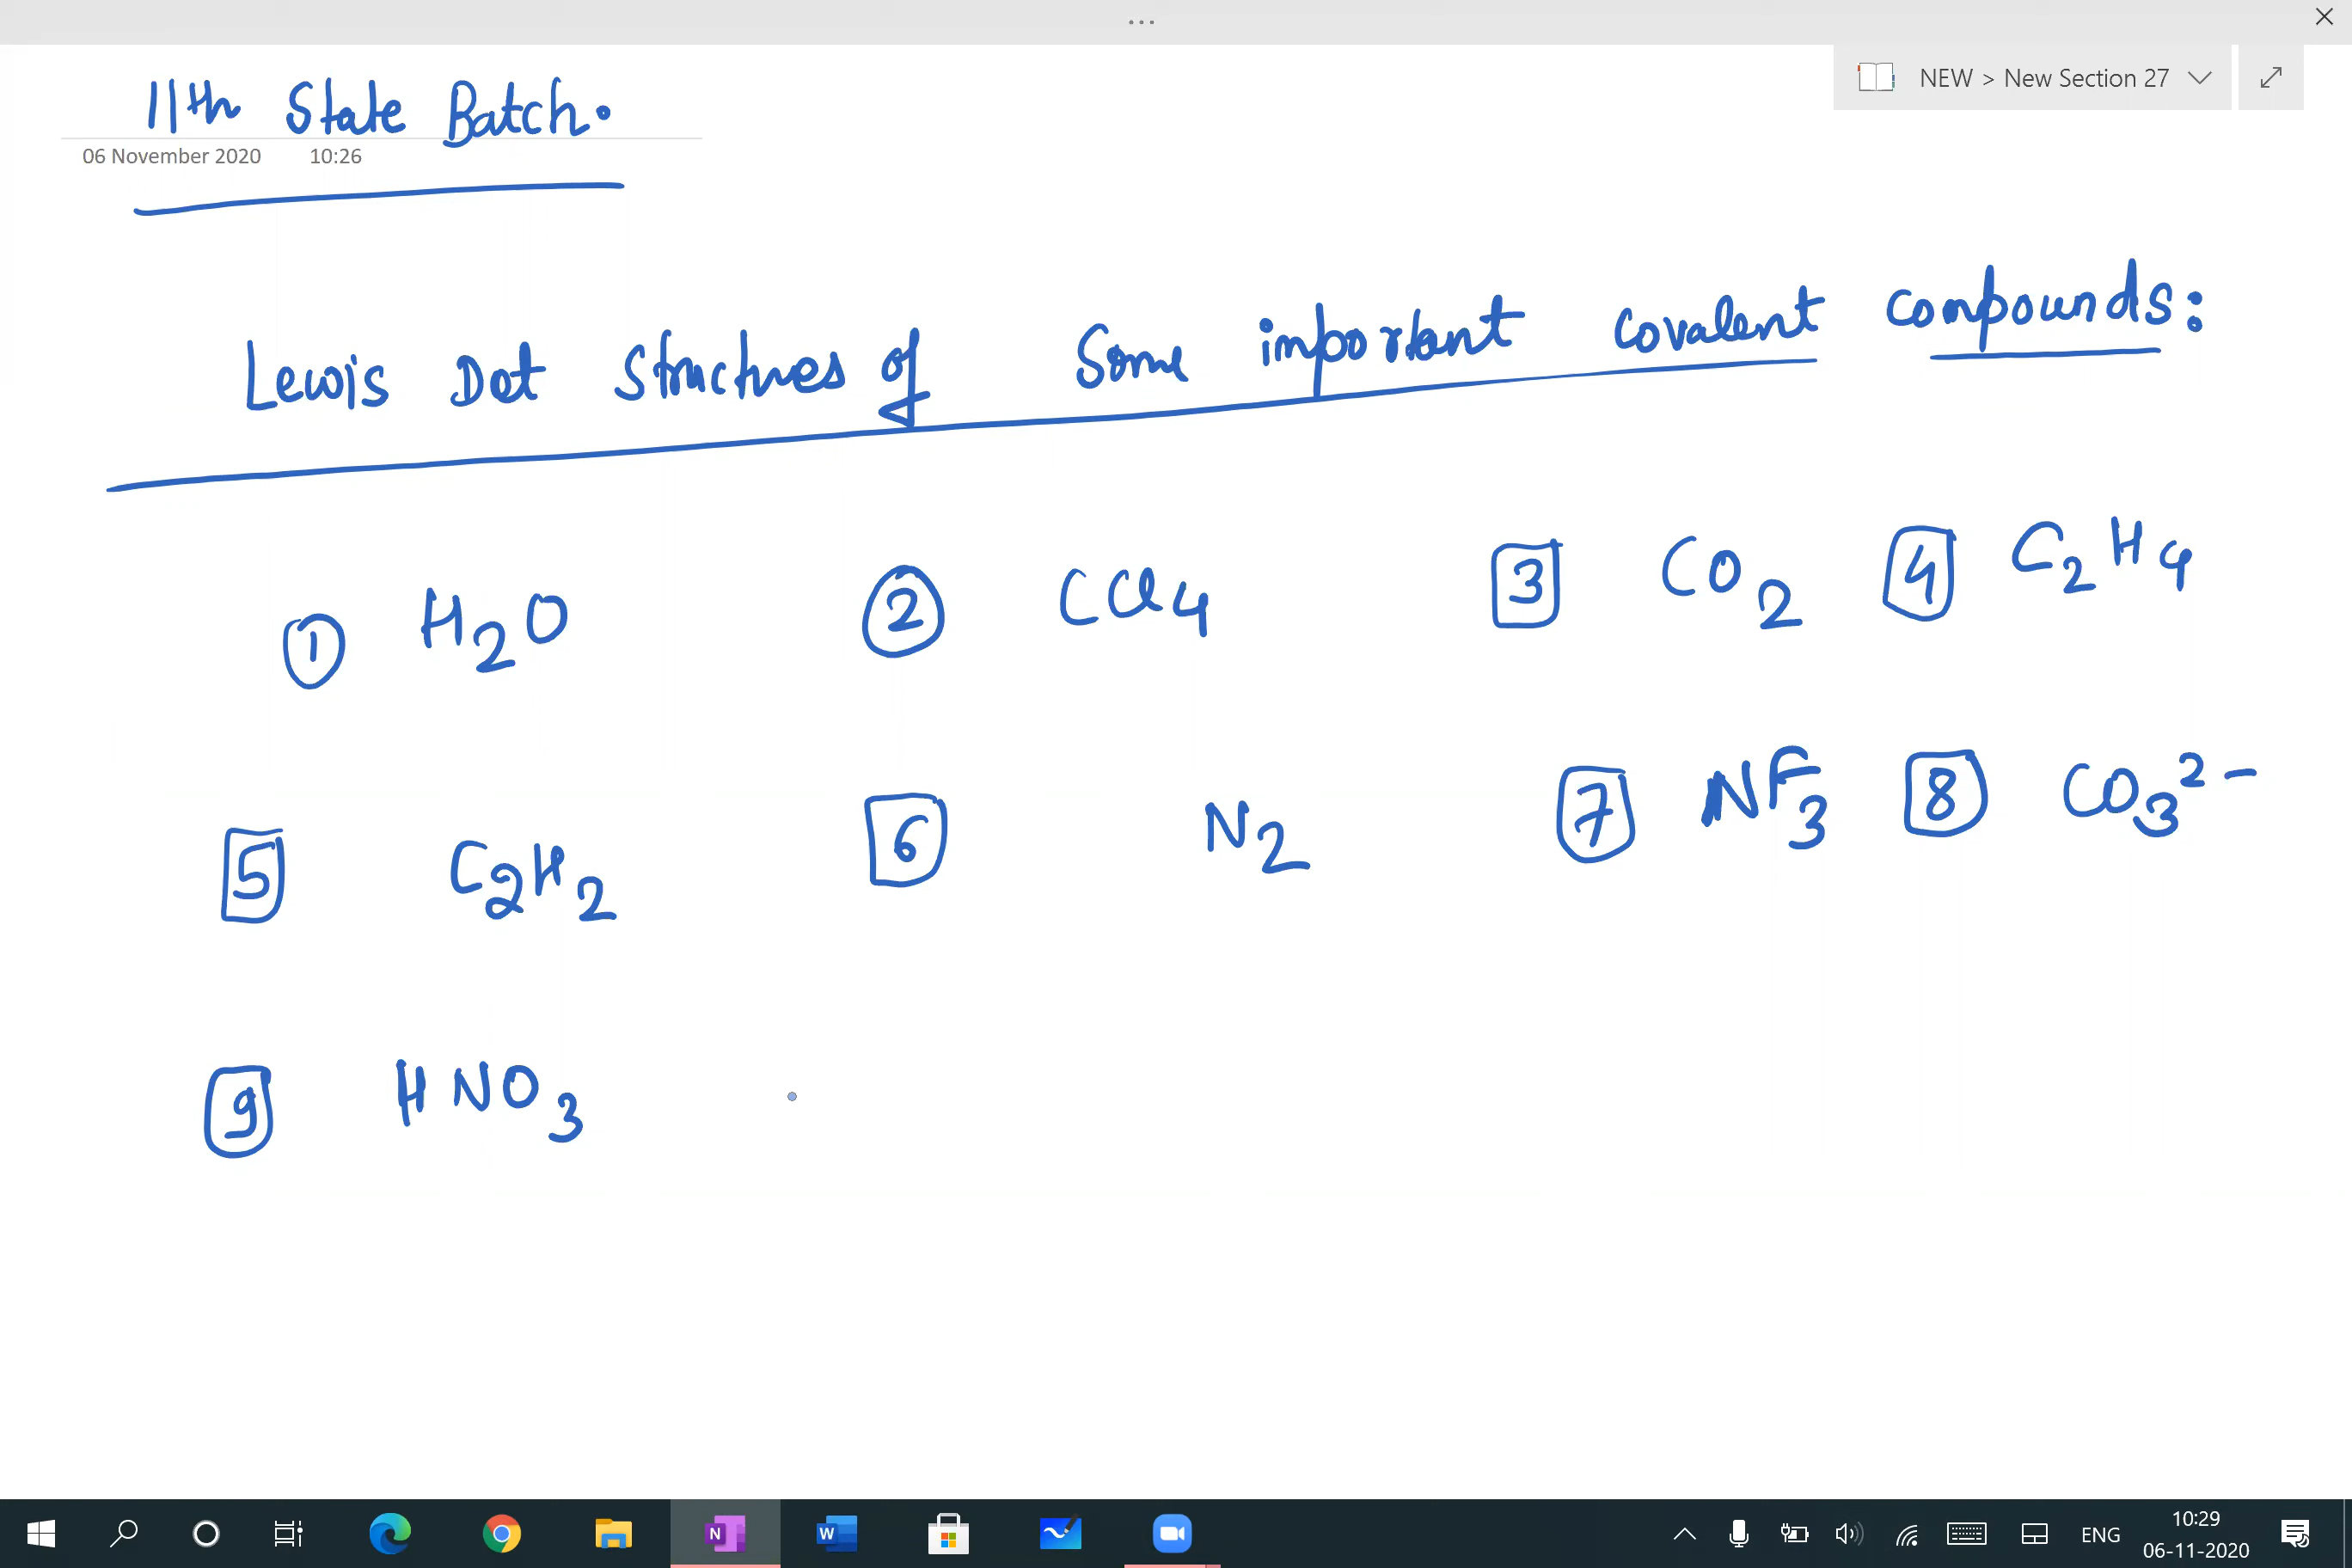 ...
NEW > New Section 27
11th State Batch.
06 November 2020 10:26
Lewis Dot Structures of Some important covalent compounds:
① H₂O ② CCl₄ 3 CO₂ 4 C₂H₄
5 C₂H₂ 6 N₂ 7 NF₃ 8 CO₃²⁻
9 HNO₃
ENG 10:29
06-11-2020